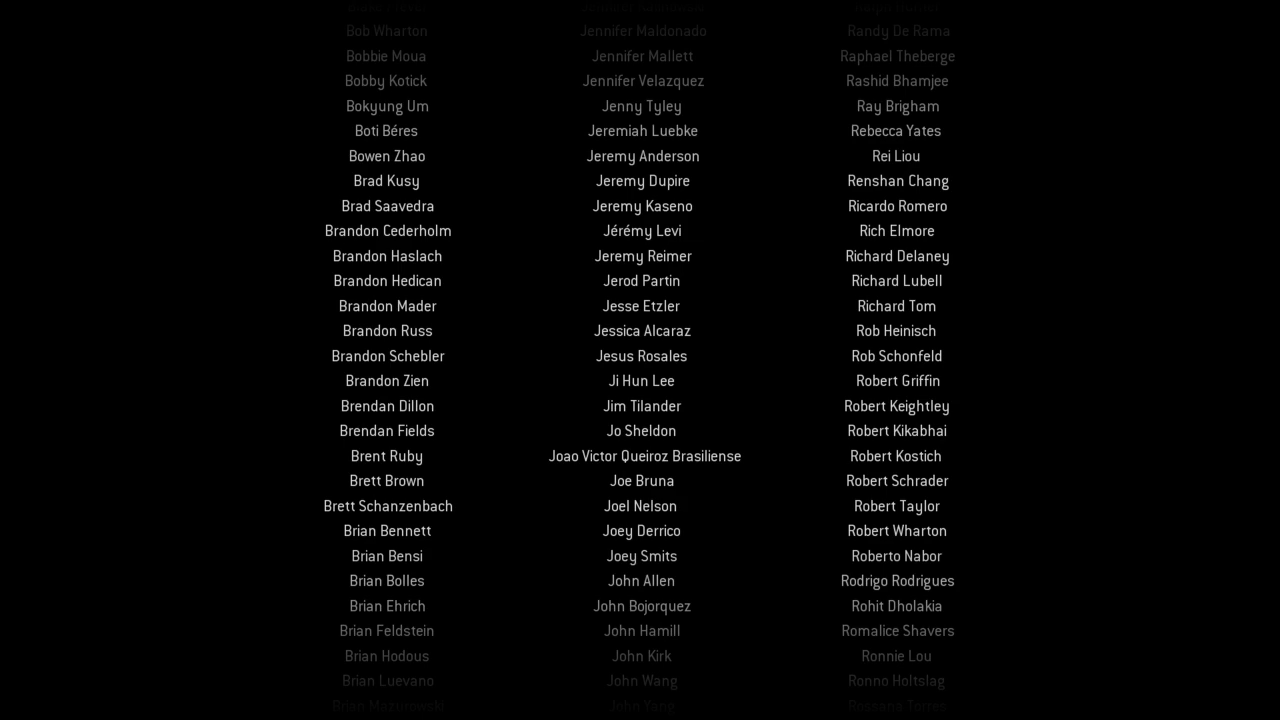 Bob Wharton
Bobbie Moua
Bobby Kotick
Bokyung Um
Boti Béres
Bowen Zhao
Brad Kusy
Brad Saavedra
Brandon Cederholm
Brandon Haslach
Brandon Hedican
Brandon Mader
Brandon Russ
Brandon Schebler
Brandon Zien
Brendan Dillon
Brendan Fields
Brent Ruby
Brett Brown
Brett Schanzenbach
Brian Bennett
Brian Bensi
Brian Bolles
Brian Ehrich
Brian Feldstein
Brian Hodous
Brian Luevano
Brian Mazurowski
Jennifer Maldonado
Jennifer Mallett
Jennifer Velazquez
Jenny Tyley
Jeremiah Luebke
Jeremy Anderson
Jeremy Dupire
Jeremy Kaseno
Jérémy Levi
Jeremy Reimer
Jerod Partin
Jesse Etzler
Jessica Alcaraz
Jesus Rosales
Ji Hun Lee
Jim Tilander
Jo Sheldon
Joao Victor Queiroz Brasiliense
Joe Bruna
Joel Nelson
Joey Derrico
Joey Smits
John Allen
John Bojorquez
John Hamill
John Kirk
John Wang
John Yang
Randy De Rama
Raphael Theberge
Rashid Bhamjee
Ray Brigham
Rebecca Yates
Rei Liou
Renshan Chang
Ricardo Romero
Rich Elmore
Richard Delaney
Richard Lubell
Richard Tom
Rob Heinisch
Rob Schonfeld
Robert Griffin
Robert Keightley
Robert Kikabhai
Robert Kostich
Robert Schrader
Robert Taylor
Robert Wharton
Roberto Nabor
Rodrigo Rodrigues
Rohit Dholakia
Romalice Shavers
Ronnie Lou
Ronno Holtslag
Rossana Torres